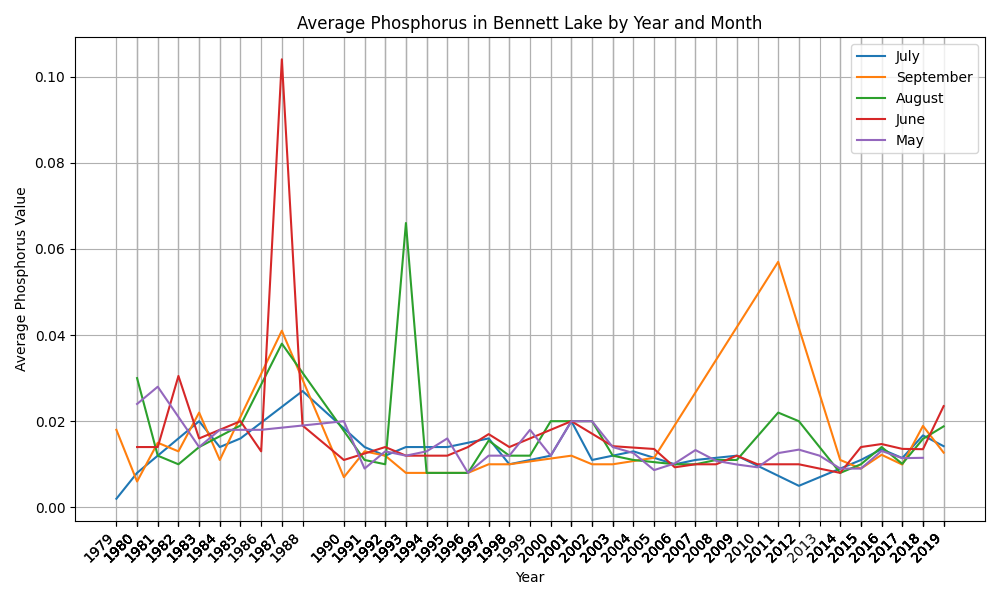 Average Phosphorus in Bennett Lake by Year and Month
Average Phosphorus Value
0.10
0.08
0.06
0.04
0.02
0.00
July
September
August
June
May
1979 1980 1981 1982 1983 1984 1985 1986 1987 1988 1990 1991 1992 1993 1994 1995 1996 1997 1998 1999 2000 2001 2002 2003 2004 2005 2006 2007 2008 2009 2010 2011 2012 2013 2014 2015 2016 2017 2018 2019
Year